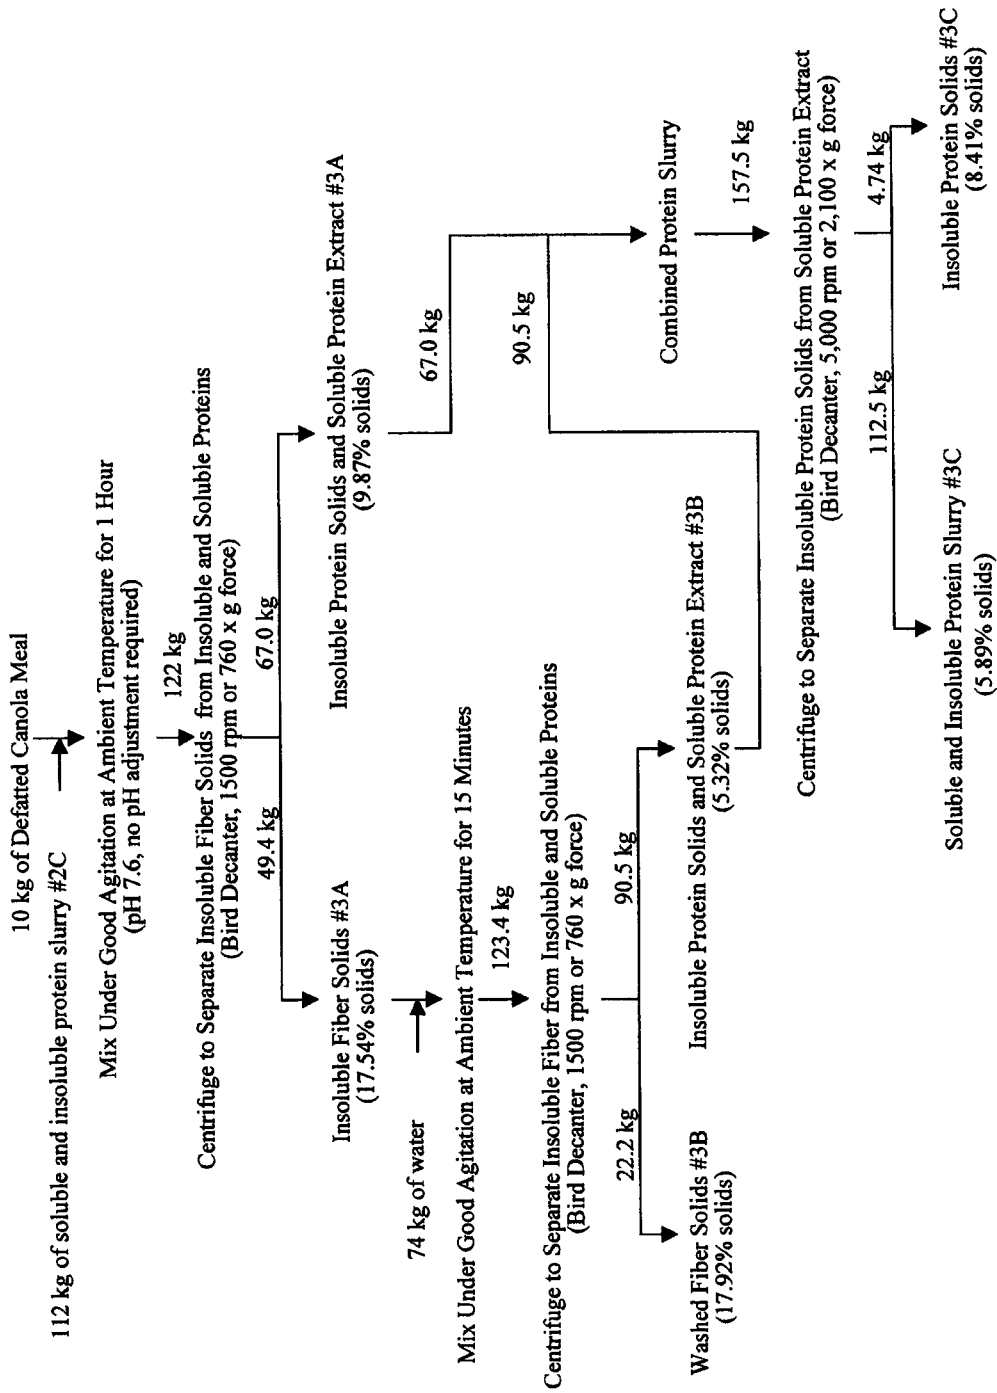 10 kg of Defatted Canola Meal
112 kg of soluble and insoluble protein slurry #2C
Mix Under Good Agitation at Ambient Temperature for 1 Hour
(pH 7.6, no pH adjustment required)
122 kg
Centrifuge to Separate Insoluble Fiber Solids from Insoluble and Soluble Proteins
(Bird Decanter, 1500 rpm or 760 x g force)
49.4 kg
67.0 kg
Insoluble Fiber Solids #3A
(17.54% solids)
Insoluble Protein Solids and Soluble Protein Extract #3A
(9.87% solids)
74 kg of water
67.0 kg
Mix Under Good Agitation at Ambient Temperature for 15 Minutes
123.4 kg
90.5 kg
Centrifuge to Separate Insoluble Fiber from Insoluble and Soluble Proteins
(Bird Decanter, 1500 rpm or 760 x g force)
22.2 kg
90.5 kg
Combined Protein Slurry
Washed Fiber Solids #3B
(17.92% solids)
Insoluble Protein Solids and Soluble Protein Extract #3B
(5.32% solids)
157.5 kg
Centrifuge to Separate Insoluble Protein Solids from Soluble Protein Extract
(Bird Decanter, 5,000 rpm or 2,100 x g force)
112.5 kg
4.74 kg
Soluble and Insoluble Protein Slurry #3C
(5.89% solids)
Insoluble Protein Solids #3C
(8.41% solids)